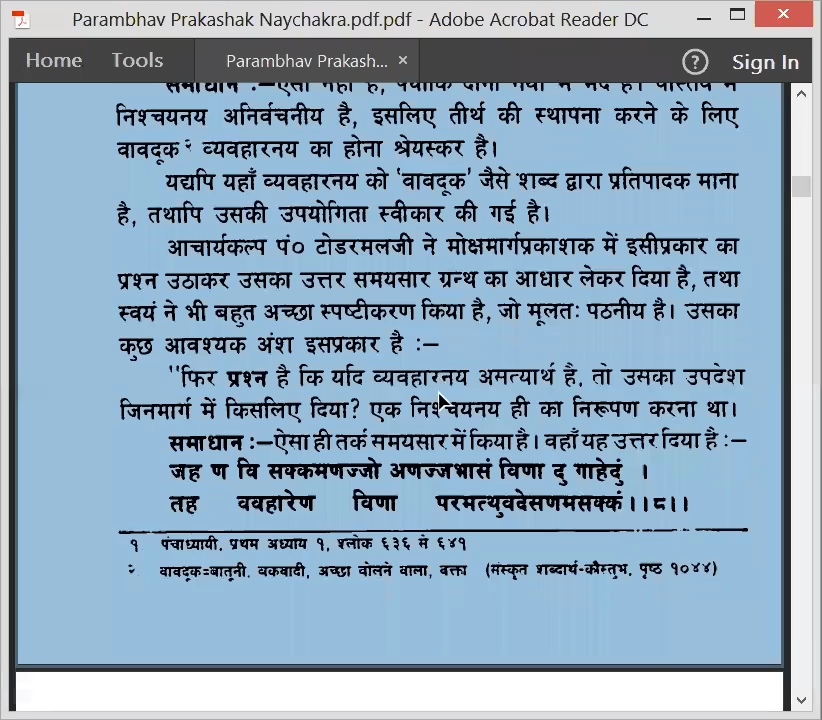 Parambhav Prakashak Naychakra.pdf.pdf - Adobe Acrobat Reader DC
Home Tools Parambhav Prakash... × ? Sign In
समाधान :–ऐसा नहीं है, क्योंकि दोनों नयों में भेद है। वास्तव में
निश्चयनय अनिर्वचनीय है, इसलिए तीर्थ की स्थापना करने के लिए
वावदूक२ व्यवहारनय का होना श्रेयस्कर है।
यद्यपि यहाँ व्यवहारनय को 'वावदूक' जैसे शब्द द्वारा प्रतिपादक माना
है, तथापि उसकी उपयोगिता स्वीकार की गई है।
आचार्यकल्प पं० टोडरमलजी ने मोक्षमार्गप्रकाशक में इसीप्रकार का
प्रश्न उठाकर उसका उत्तर समयसार ग्रन्थ का आधार लेकर दिया है, तथा
स्वयं ने भी बहुत अच्छा स्पष्टीकरण किया है, जो मूलतः पठनीय है। उसका
कुछ आवश्यक अंश इसप्रकार है :–
"फिर प्रश्न है कि यदि व्यवहारनय असत्यार्थ है, तो उसका उपदेश
जिनमार्ग में किसलिए दिया? एक निश्चयनय ही का निरूपण करना था।
समाधान :–ऐसा ही तर्क समयसार में किया है। वहाँ यह उत्तर दिया है :–
जह ण वि सक्कमणज्जो अणज्जभासं विणा दु गाहेदुं ।
तह ववहारेण विणा परमत्थुवदेसणमसक्कं।।८।।
१ पंचाध्यायी, प्रथम अध्याय १, श्लोक ६३६ से ६४१
२ वावदूक=बातूनी, बकवादी, अच्छा बोलने वाला, वक्ता (संस्कृत शब्दार्थ-कौस्तुभ, पृष्ठ १०४४)